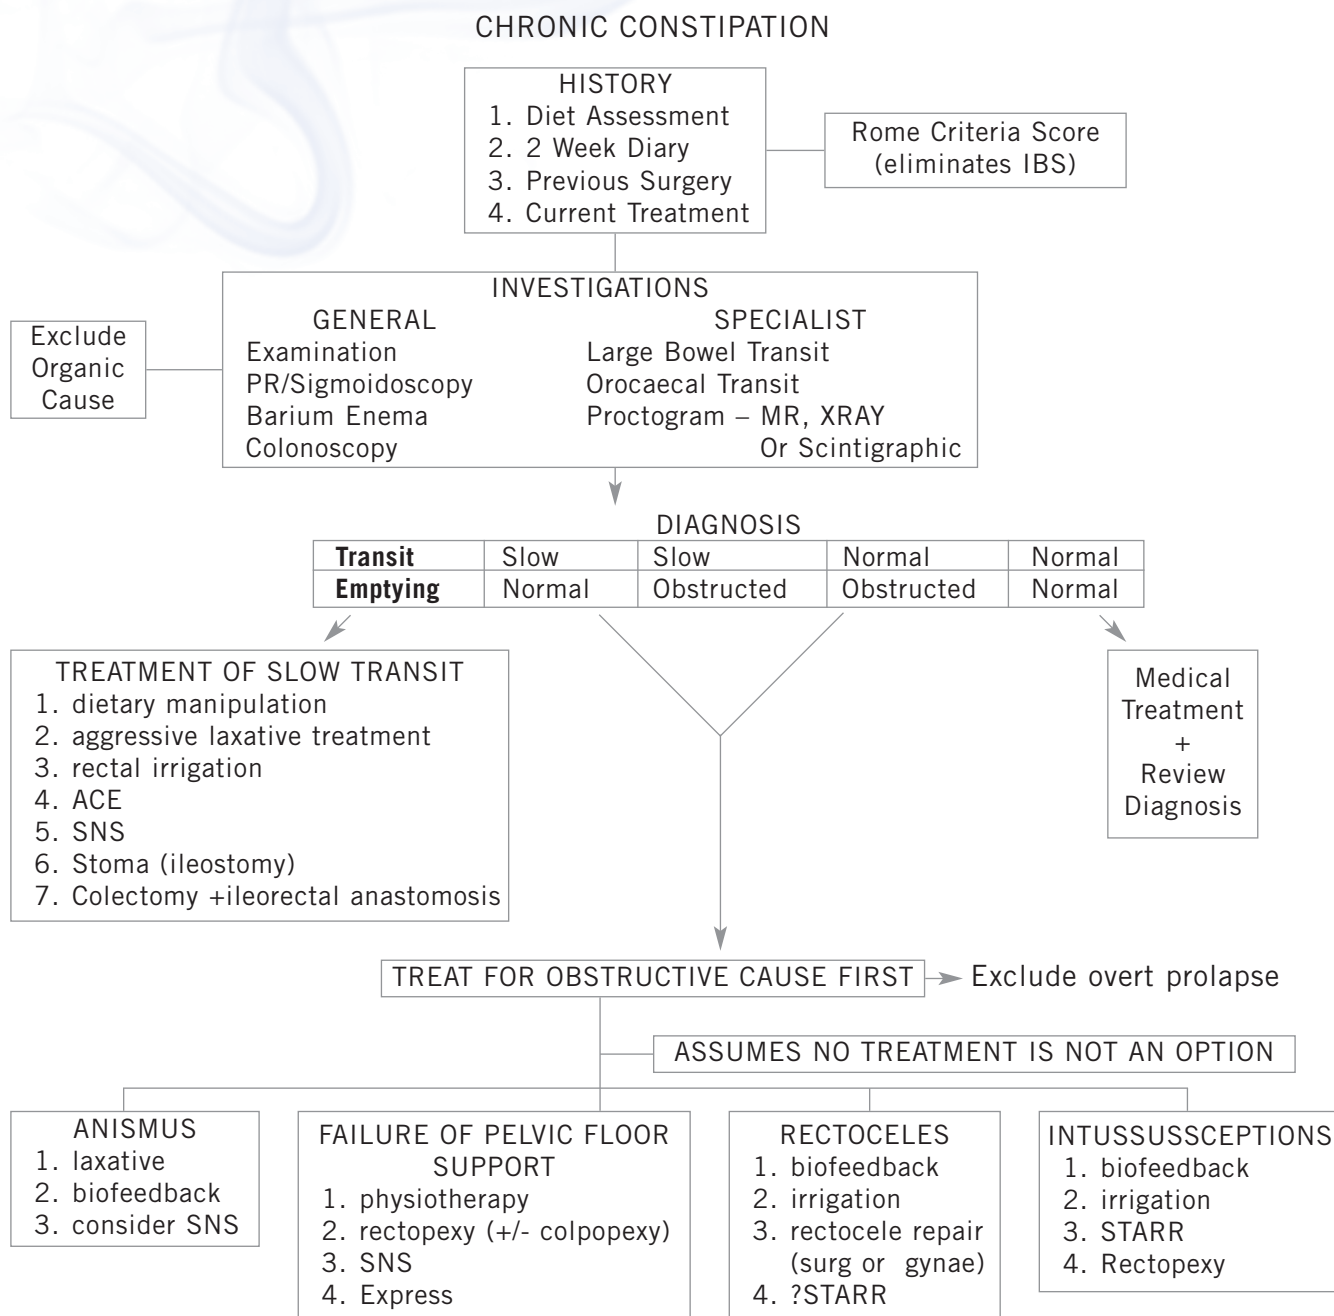 CHRONIC CONSTIPATION
HISTORY
1. Diet Assessment
2. 2 Week Diary
3. Previous Surgery
4. Current Treatment
Rome Criteria Score
(eliminates IBS)
INVESTIGATIONS
GENERAL
Examination
PR/Sigmoidoscopy
Barium Enema
Colonoscopy
SPECIALIST
Large Bowel Transit
Orocaecal Transit
Proctogram – MR, XRAY
Or Scintigraphic
Exclude
Organic
Cause
DIAGNOSIS
Transit Slow Slow Normal Normal
Emptying Normal Obstructed Obstructed Normal
TREATMENT OF SLOW TRANSIT
1. dietary manipulation
2. aggressive laxative treatment
3. rectal irrigation
4. ACE
5. SNS
6. Stoma (ileostomy)
7. Colectomy +ileorectal anastomosis
Medical
Treatment
+
Review
Diagnosis
TREAT FOR OBSTRUCTIVE CAUSE FIRST
Exclude overt prolapse
ASSUMES NO TREATMENT IS NOT AN OPTION
ANISMUS
1. laxative
2. biofeedback
3. consider SNS
FAILURE OF PELVIC FLOOR
SUPPORT
1. physiotherapy
2. rectopexy (+/- colpopexy)
3. SNS
4. Express
RECTOCELES
1. biofeedback
2. irrigation
3. rectocele repair
(surg or gynae)
4. ?STARR
INTUSSUSSCEPTIONS
1. biofeedback
2. irrigation
3. STARR
4. Rectopexy